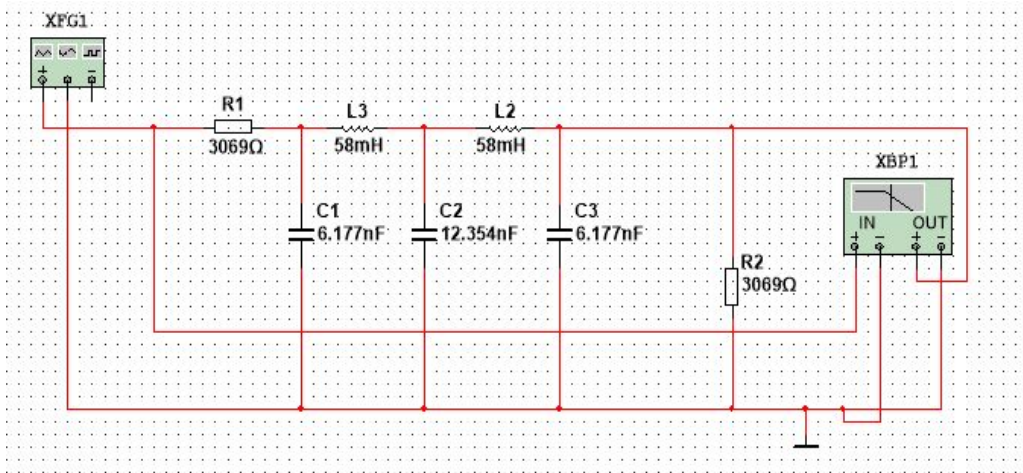 XFG1
R1
3069Ω
L3
58mH
L2
58mH
XBP1
IN
OUT
C1
6.177nF
C2
12.354nF
C3
6.177nF
R2
3069Ω